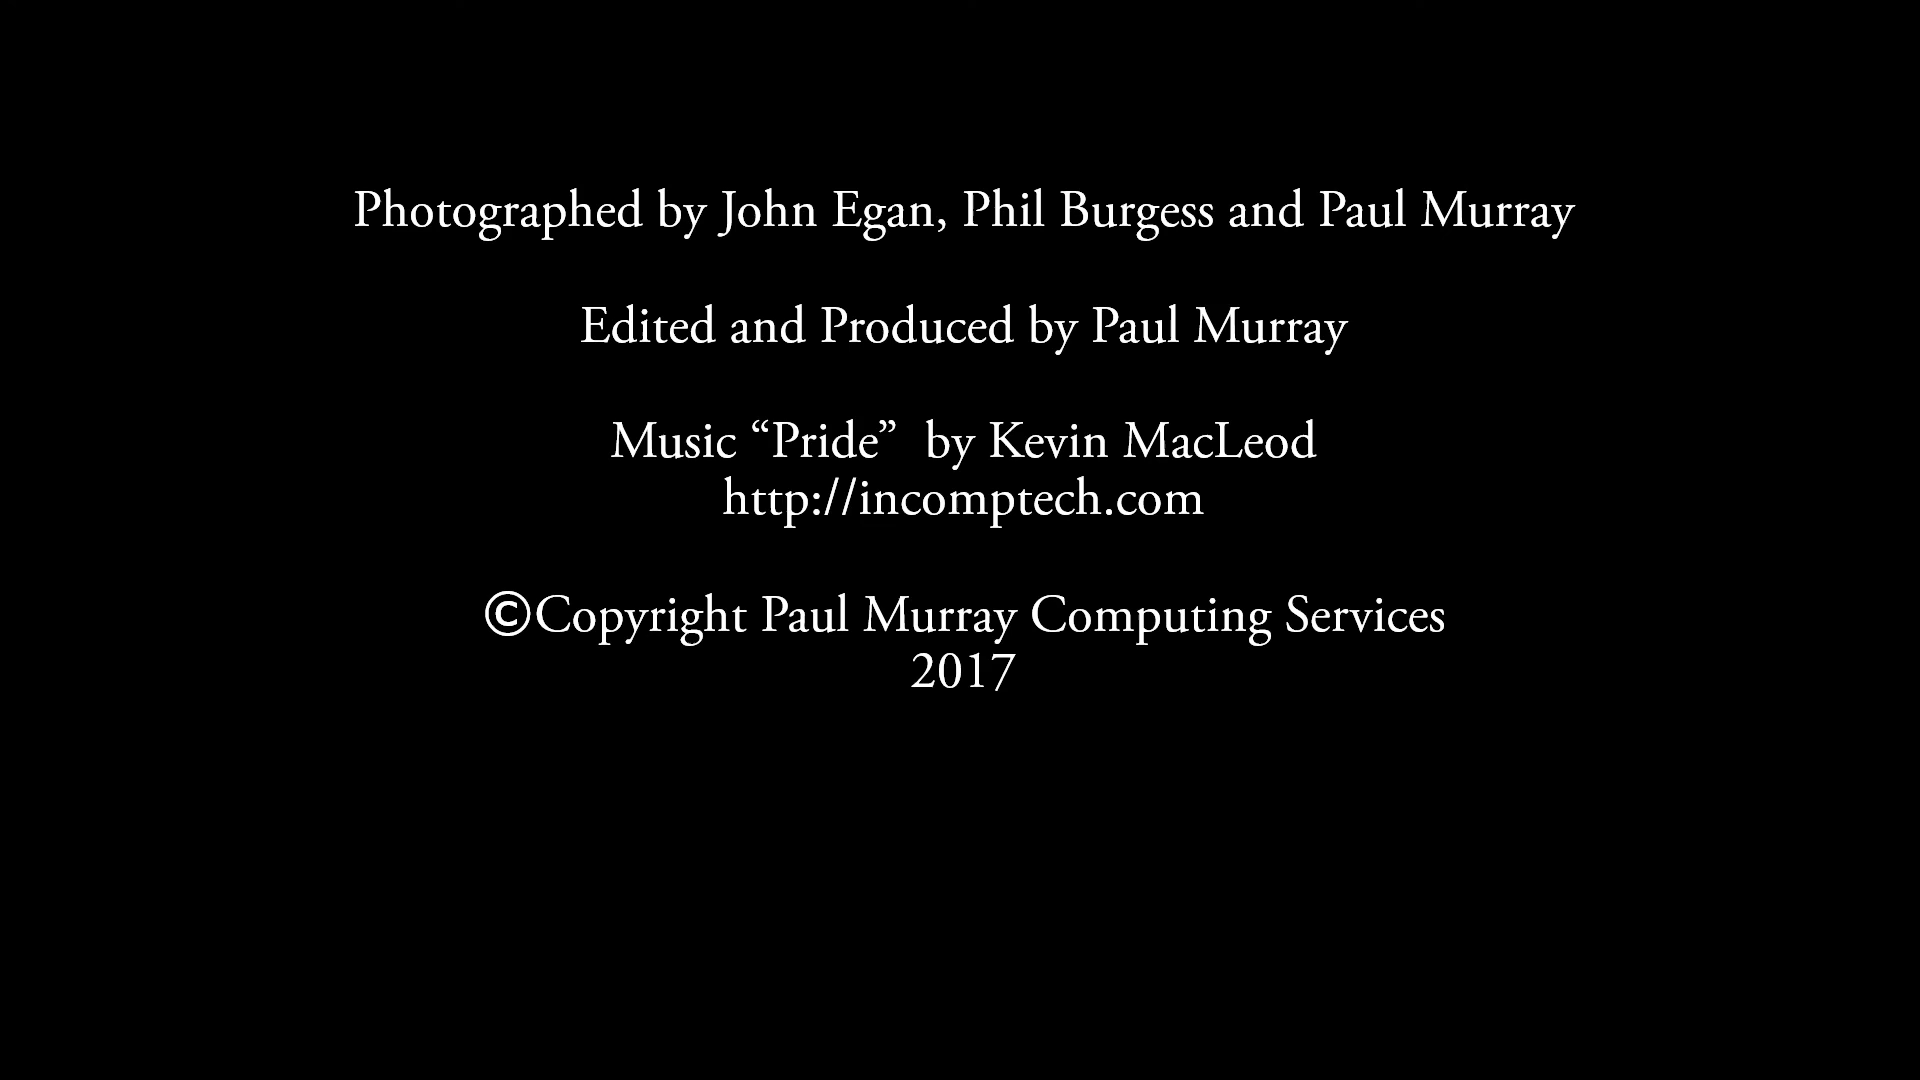 Photographed by John Egan, Phil Burgess and Paul Murray
Edited and Produced by Paul Murray
Music “Pride”  by Kevin MacLeod
http://incomptech.com
©Copyright Paul Murray Computing Services
2017